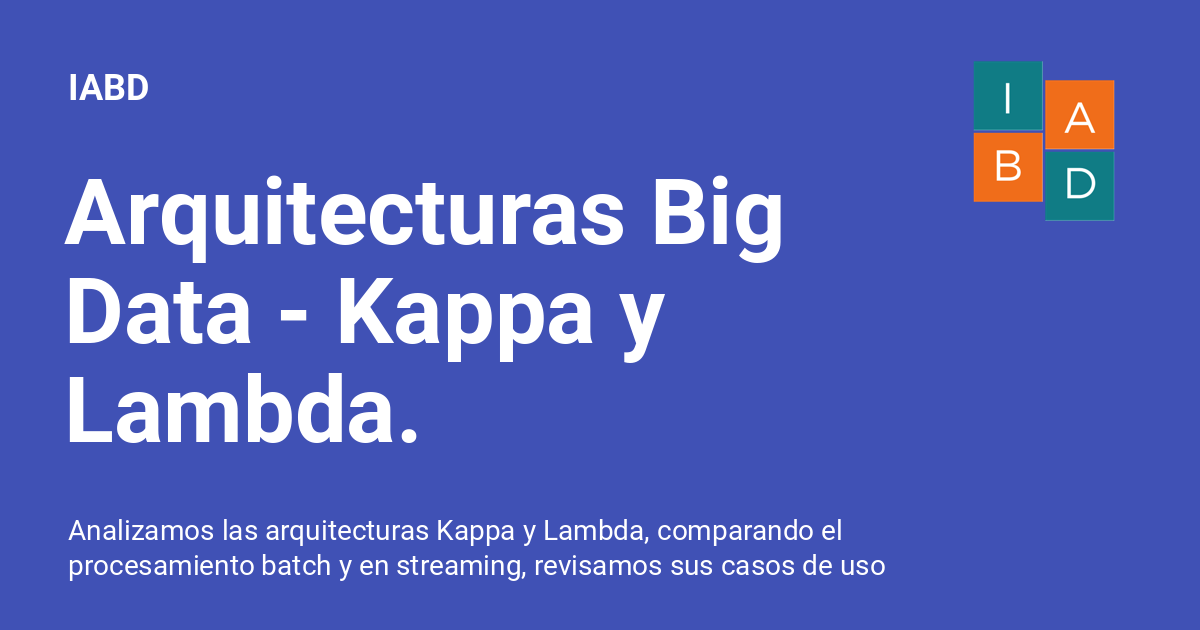 IABD
I
A
B
D
Arquitecturas Big
Data - Kappa y
Lambda.
Analizamos las arquitecturas Kappa y Lambda, comparando el
procesamiento batch y en streaming, revisamos sus casos de uso